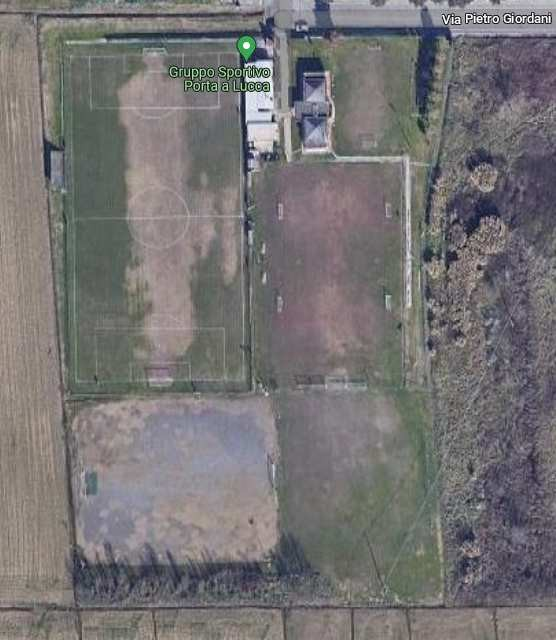 Via Pietro Giordani
Gruppo Sportivo
Porta a Lucca